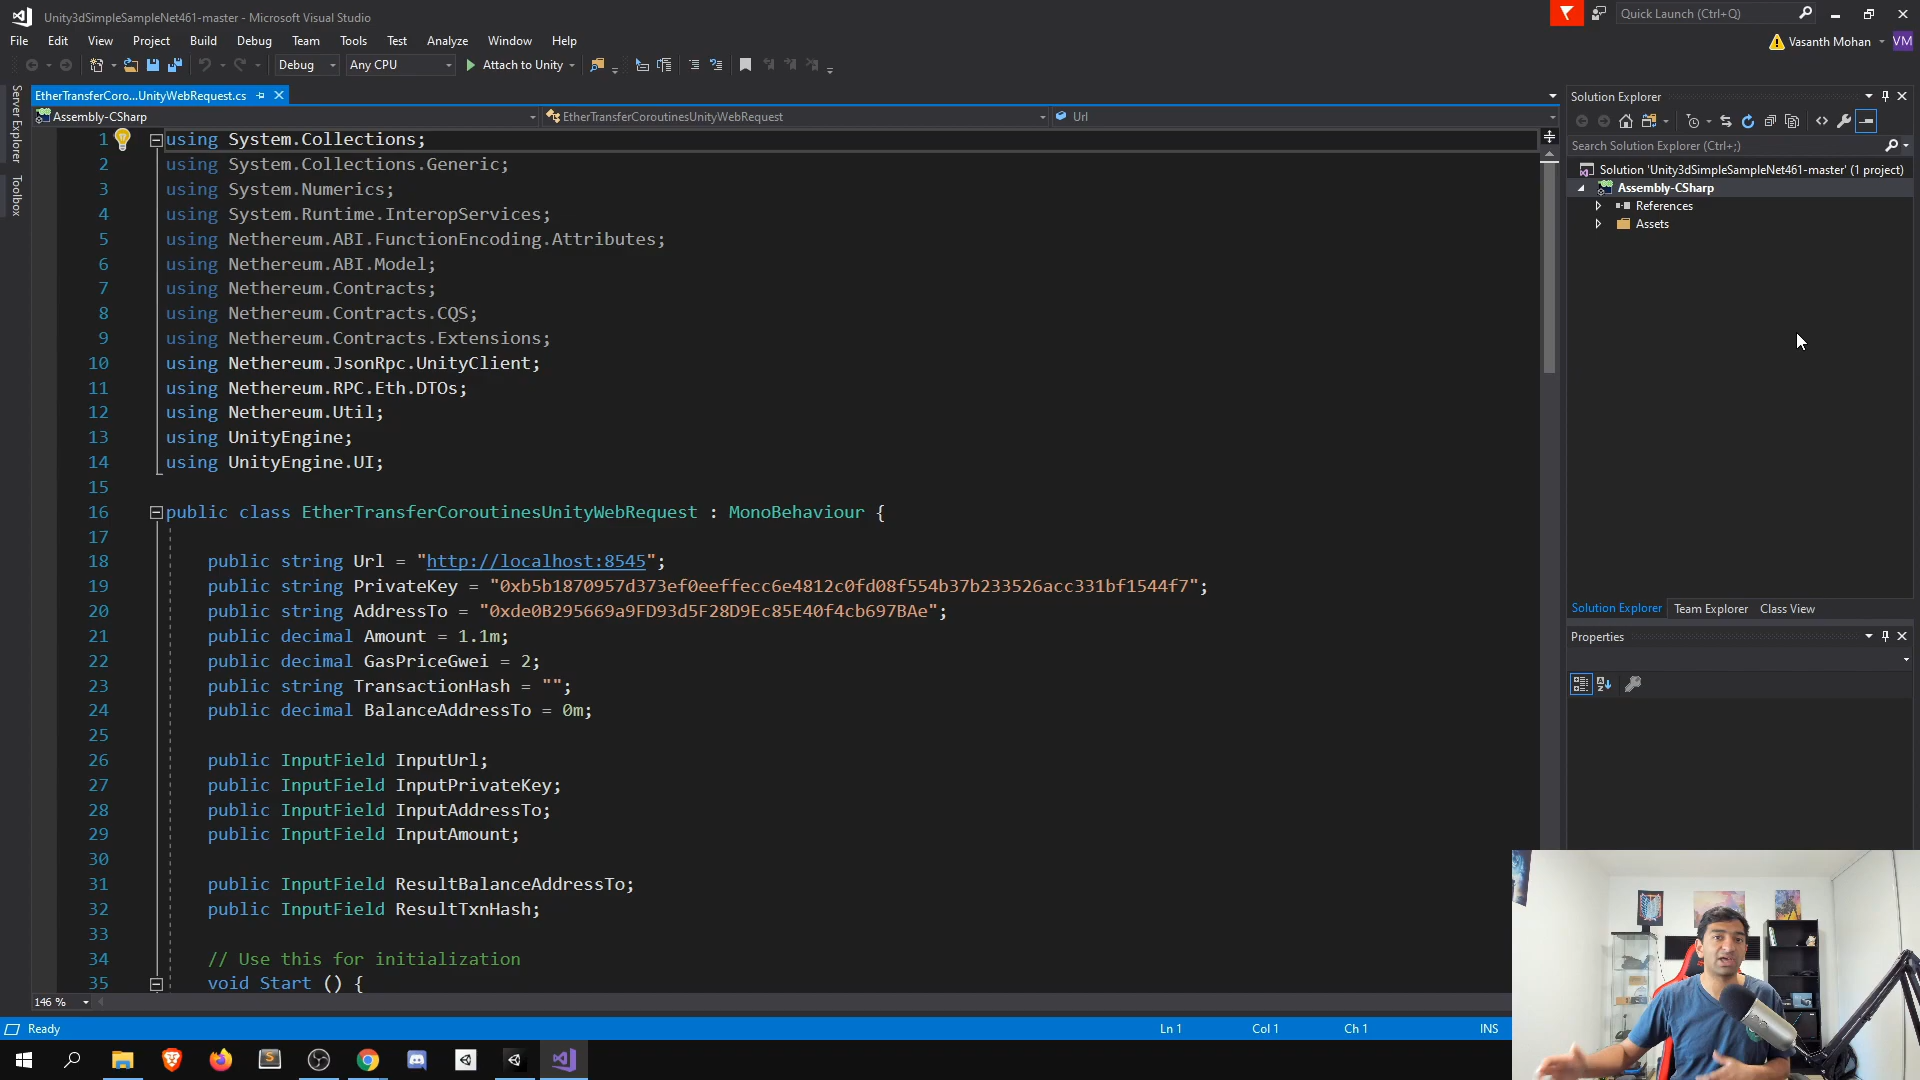 Unity3dSimpleSampleNet461-master - Microsoft Visual Studio
Quick Launch (Ctrl+Q)
File Edit View Project Build Debug Team Tools Test Analyze Window Help
Vasanth Mohan VM
Debug Any CPU Attach to Unity
Server Explorer
Toolbox
EtherTransferCoro...UnityWebRequest.cs
Assembly-CSharp EtherTransferCoroutinesUnityWebRequest Url
1 using System.Collections;
2 using System.Collections.Generic;
3 using System.Numerics;
4 using System.Runtime.InteropServices;
5 using Nethereum.ABI.FunctionEncoding.Attributes;
6 using Nethereum.ABI.Model;
7 using Nethereum.Contracts;
8 using Nethereum.Contracts.CQS;
9 using Nethereum.Contracts.Extensions;
10 using Nethereum.JsonRpc.UnityClient;
11 using Nethereum.RPC.Eth.DTOs;
12 using Nethereum.Util;
13 using UnityEngine;
14 using UnityEngine.UI;
15
16 public class EtherTransferCoroutinesUnityWebRequest : MonoBehaviour {
17
18 public string Url = "http://localhost:8545";
19 public string PrivateKey = "0xb5b1870957d373ef0eeffecc6e4812c0fd08f554b37b233526acc331bf1544f7";
20 public string AddressTo = "0xde0B295669a9FD93d5F28D9Ec85E40f4cb697BAe";
21 public decimal Amount = 1.1m;
22 public decimal GasPriceGwei = 2;
23 public string TransactionHash = "";
24 public decimal BalanceAddressTo = 0m;
25
26 public InputField InputUrl;
27 public InputField InputPrivateKey;
28 public InputField InputAddressTo;
29 public InputField InputAmount;
30
31 public InputField ResultBalanceAddressTo;
32 public InputField ResultTxnHash;
33
34 // Use this for initialization
35 void Start () {
146 %
Solution Explorer
Search Solution Explorer (Ctrl+;)
Solution 'Unity3dSimpleSampleNet461-master' (1 project)
Assembly-CSharp
References
Assets
Solution Explorer Team Explorer Class View
Properties
Ready Ln 1 Col 1 Ch 1 INS